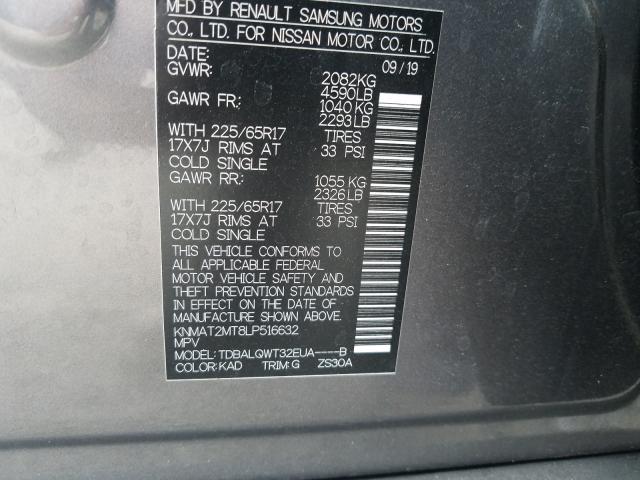 MFD BY RENAULT SAMSUNG MOTORS
CO., LTD. FOR NISSAN MOTOR CO., LTD.
DATE: 09/19
GVWR: 2082KG
4590LB
GAWR FR: 1040KG
2293LB
WITH 225/65R17 TIRES
17X7J RIMS AT 33 PSI
COLD SINGLE
GAWR RR: 1055KG
2326LB
WITH 225/65R17 TIRES
17X7J RIMS AT 33 PSI
COLD SINGLE
THIS VEHICLE CONFORMS TO
ALL APPLICABLE FEDERAL
MOTOR VEHICLE SAFETY AND
THEFT PREVENTION STANDARDS
IN EFFECT ON THE DATE OF
MANUFACTURE SHOWN ABOVE.
KNMAT2MT8LP516632
MPV
MODEL: TDBALQWT32EUA----B
COLOR: KAD TRIM: G ZS30A